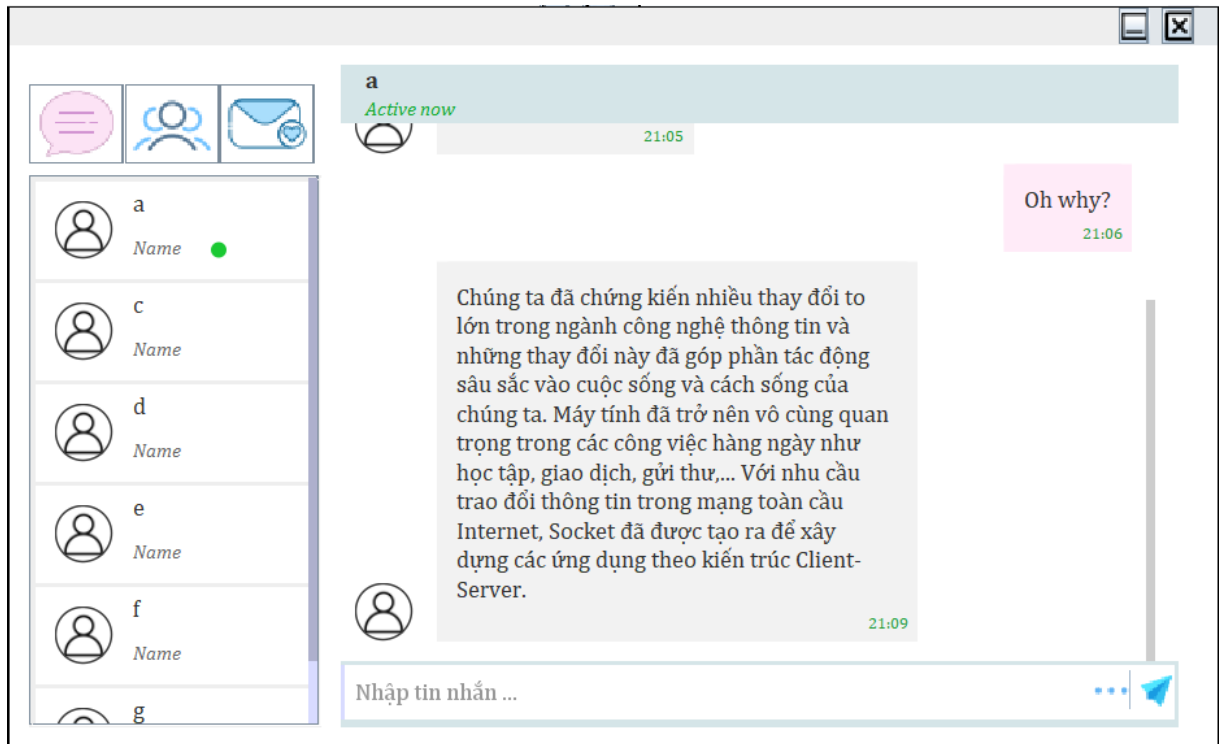 a
Name
c
Name
d
Name
e
Name
f
Name
g
a
Active now
21:05
Oh why?
21:06
Chúng ta đã chứng kiến nhiều thay đổi to
lớn trong ngành công nghệ thông tin và
những thay đổi này đã góp phần tác động
sâu sắc vào cuộc sống và cách sống của
chúng ta. Máy tính đã trở nên vô cùng quan
trọng trong các công việc hàng ngày như
học tập, giao dịch, gửi thư,... Với nhu cầu
trao đổi thông tin trong mạng toàn cầu
Internet, Socket đã được tạo ra để xây
dựng các ứng dụng theo kiến trúc Client-
Server.
21:09
Nhập tin nhắn ...